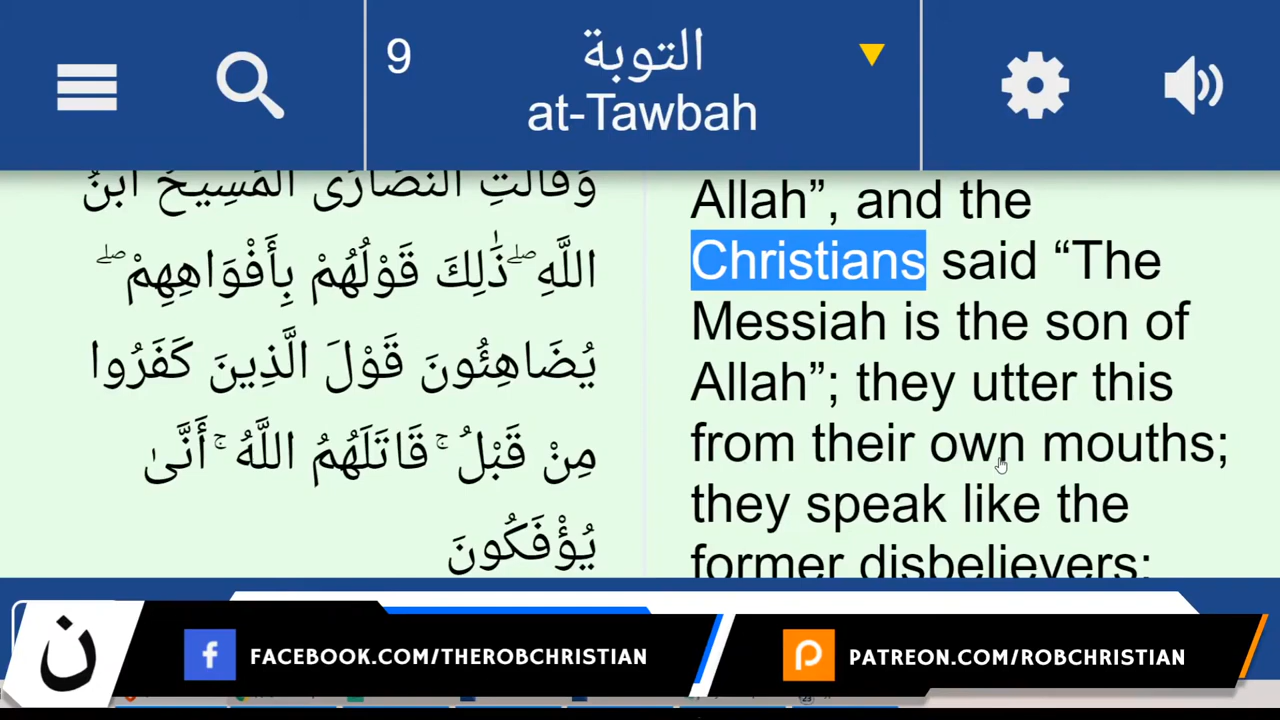 9
التوبة
at-Tawbah
وَقَالَتِ النَّصَارَى الْمَسِيحُ ابْنُ
اللَّهِ ۖ ذَٰلِكَ قَوْلُهُمْ بِأَفْوَاهِهِمْ ۖ
يُضَاهِئُونَ قَوْلَ الَّذِينَ كَفَرُوا
مِنْ قَبْلُ ۚ قَاتَلَهُمُ اللَّهُ ۚ أَنَّىٰ
يُؤْفَكُونَ
Allah”, and the
Christians said “The
Messiah is the son of
Allah”; they utter this
from their own mouths;
they speak like the
former disbelievers;
ن
FACEBOOK.COM/THEROBCHRISTIAN
PATREON.COM/ROBCHRISTIAN